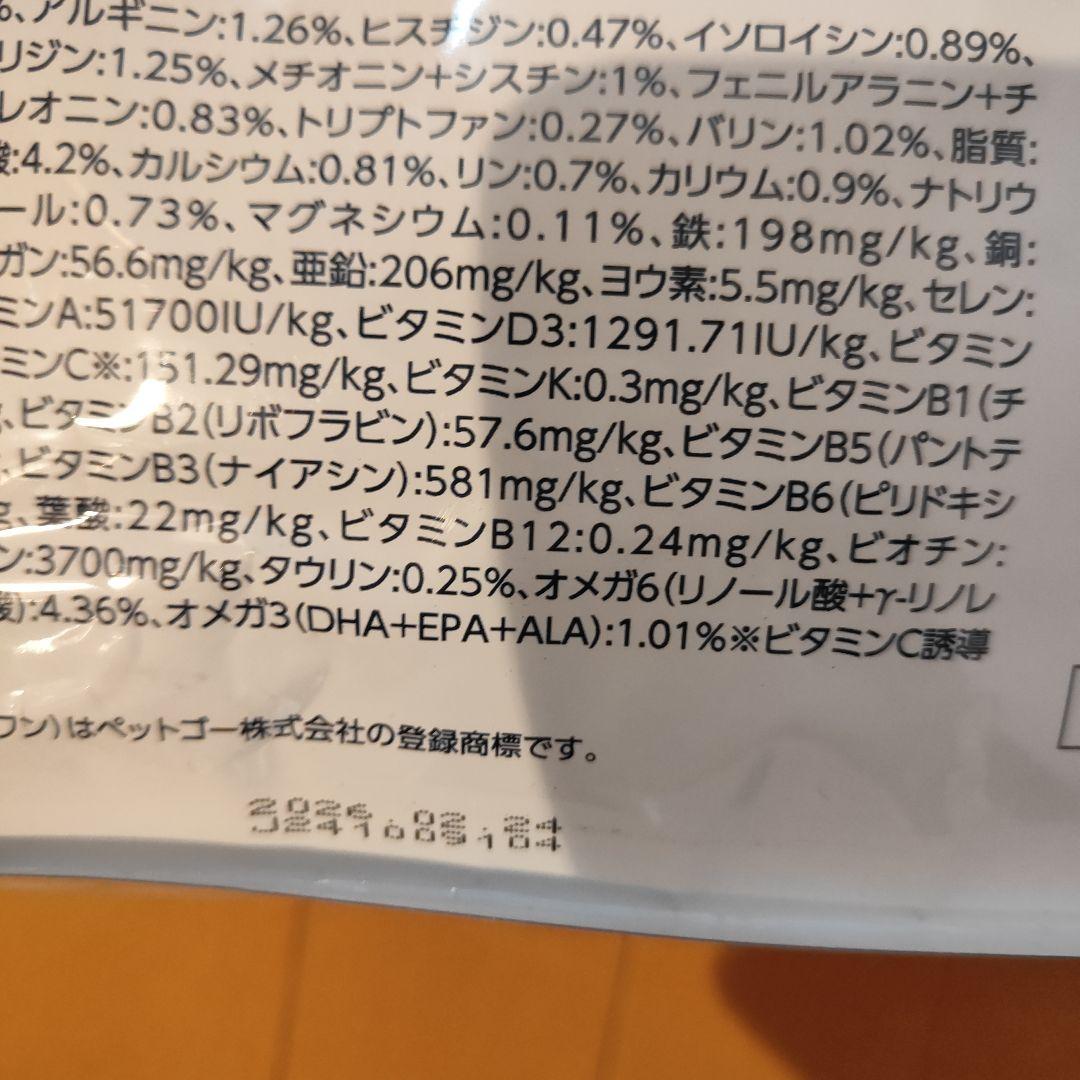 %、アルギニン:1.26%、ヒスチジン:0.47%、イソロイシン:0.89%、
リジン:1.25%、メチオニン+シスチン:1%、フェニルアラニン+チ
レオニン:0.83%、トリプトファン:0.27%、バリン:1.02%、脂質:
酸:4.2%、カルシウム:0.81%、リン:0.7%、カリウム:0.9%、ナトリウ
ール:0.73%、マグネシウム:0.11%、鉄:198mg/kg、銅:
ガン:56.6mg/kg、亜鉛:206mg/kg、ヨウ素:5.5mg/kg、セレン:
ミンA:51700IU/kg、ビタミンD3:1291.71IU/kg、ビタミン
ミンC※:151.29mg/kg、ビタミンK:0.3mg/kg、ビタミンB1(チ
、ビタミンB2(リボフラビン):57.6mg/kg、ビタミンB5(パントテ
、ビタミンB3(ナイアシン):581mg/kg、ビタミンB6(ピリドキシ
g、葉酸:22mg/kg、ビタミンB12:0.24mg/kg、ビオチン:
ン:3700mg/kg、タウリン:0.25%、オメガ6(リノール酸+γ-リノレ
酸):4.36%、オメガ3(DHA+EPA+ALA):1.01%※ビタミンC誘導
ワン)はペットゴー株式会社の登録商標です。